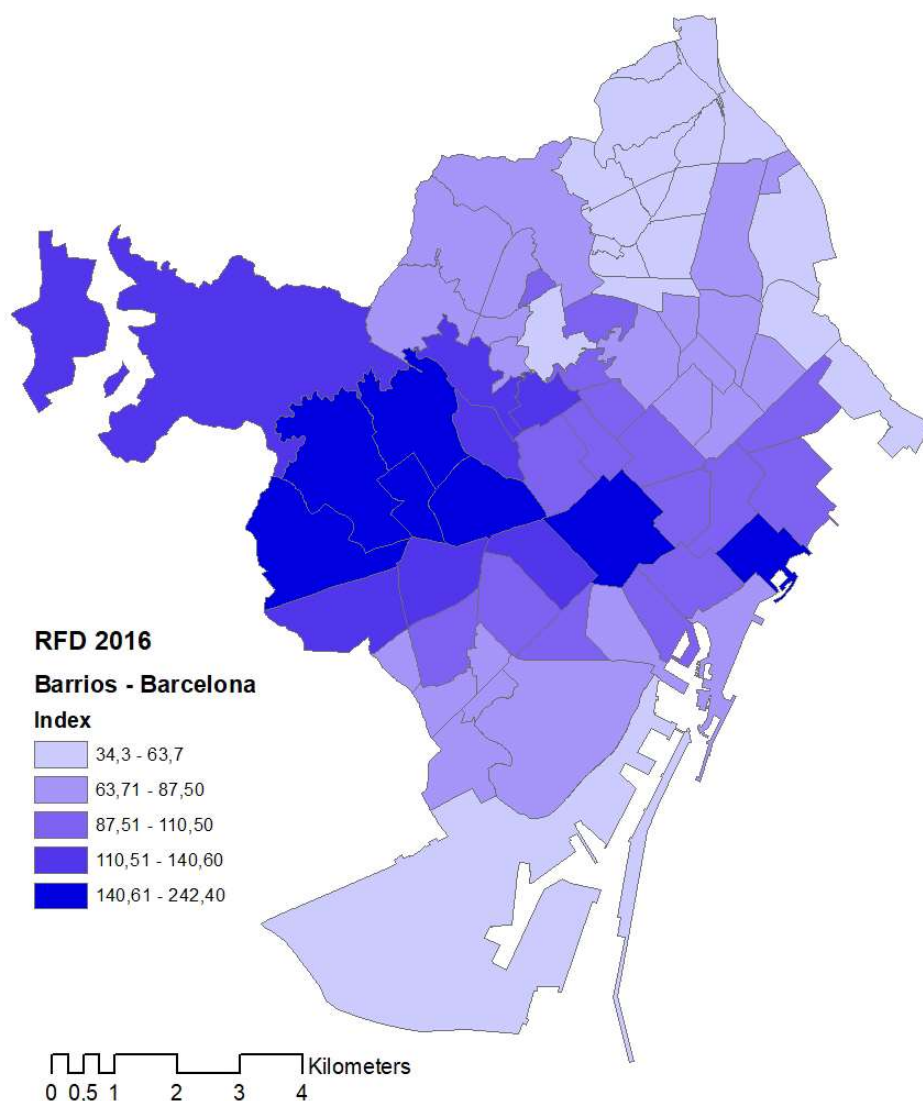 RFD 2016
Barrios - Barcelona
Index
34,3 - 63,7
63,71 - 87,50
87,51 - 110,50
110,51 - 140,60
140,61 - 242,40
Kilometers
0 0.5 1 2 3 4